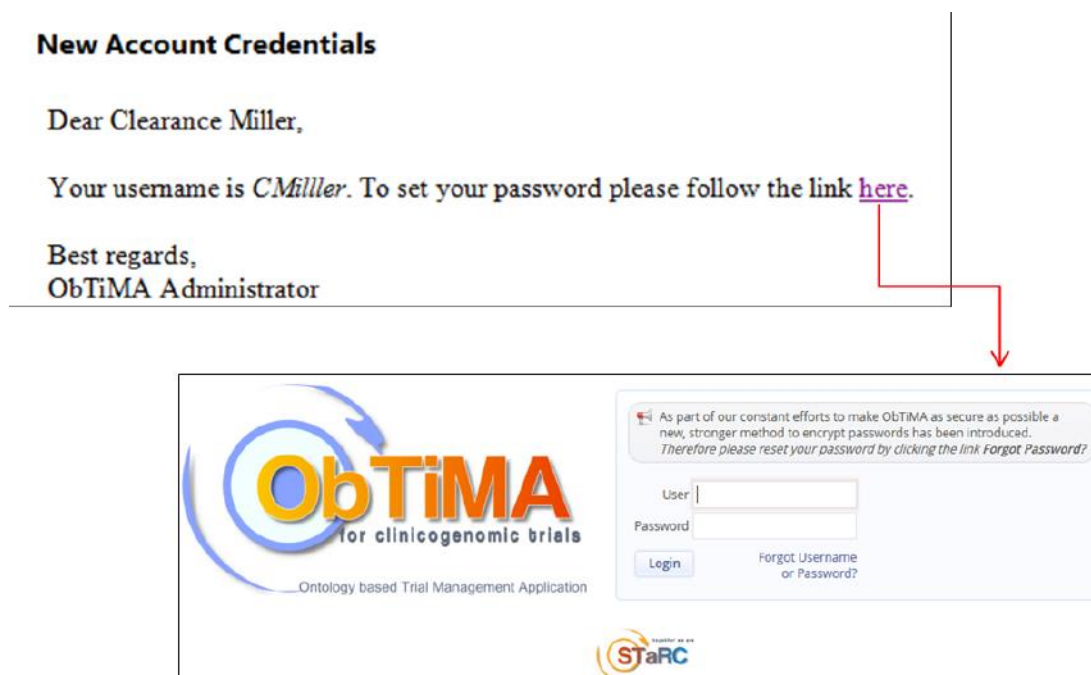 New Account Credentials
Dear Clearance Miller,
Your username is CMilller. To set your password please follow the link here.
Best regards,
ObTiMA Administrator
ObTiMA
for clinicogenomic trials
Ontology based Trial Management Application
As part of our constant efforts to make ObTiMA as secure as possible a
new, stronger method to encrypt passwords has been introduced.
Therefore please reset your password by clicking the link Forgot Password?
User
Password
Login
Forgot Username
or Password?
STaRC